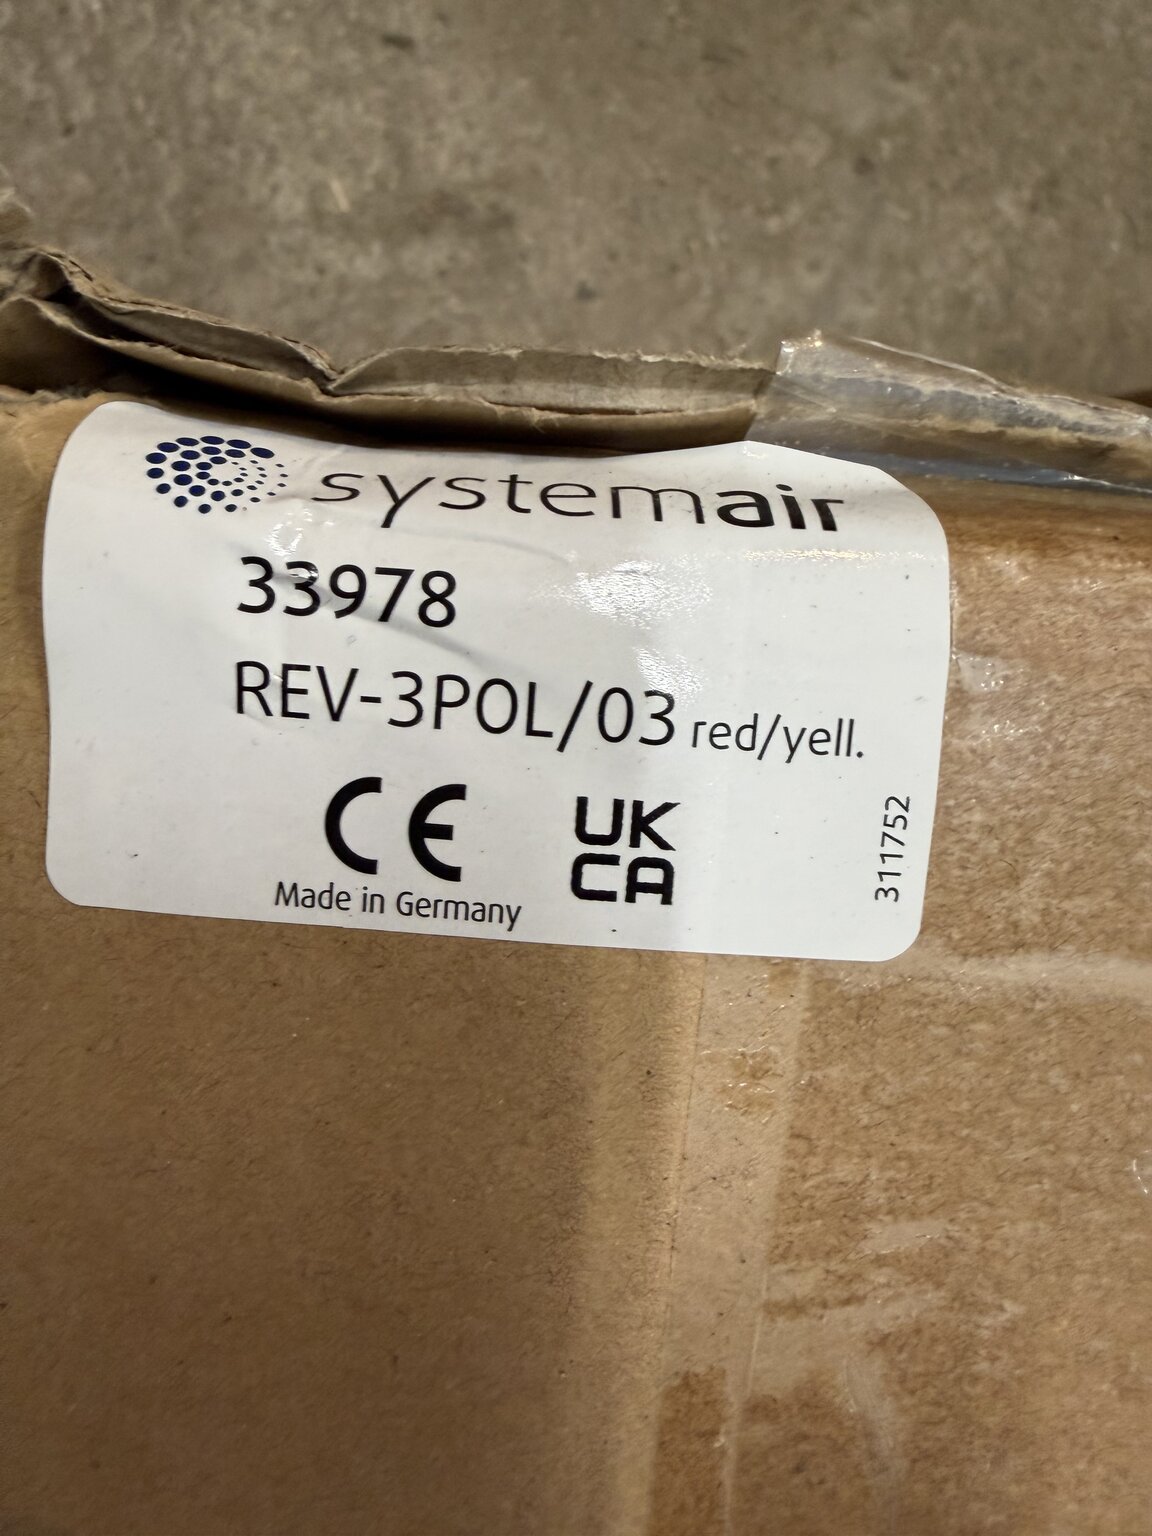 systemair
33978
REV-3POL/03 red/yell.
CE
UK
CA
Made in Germany
311752